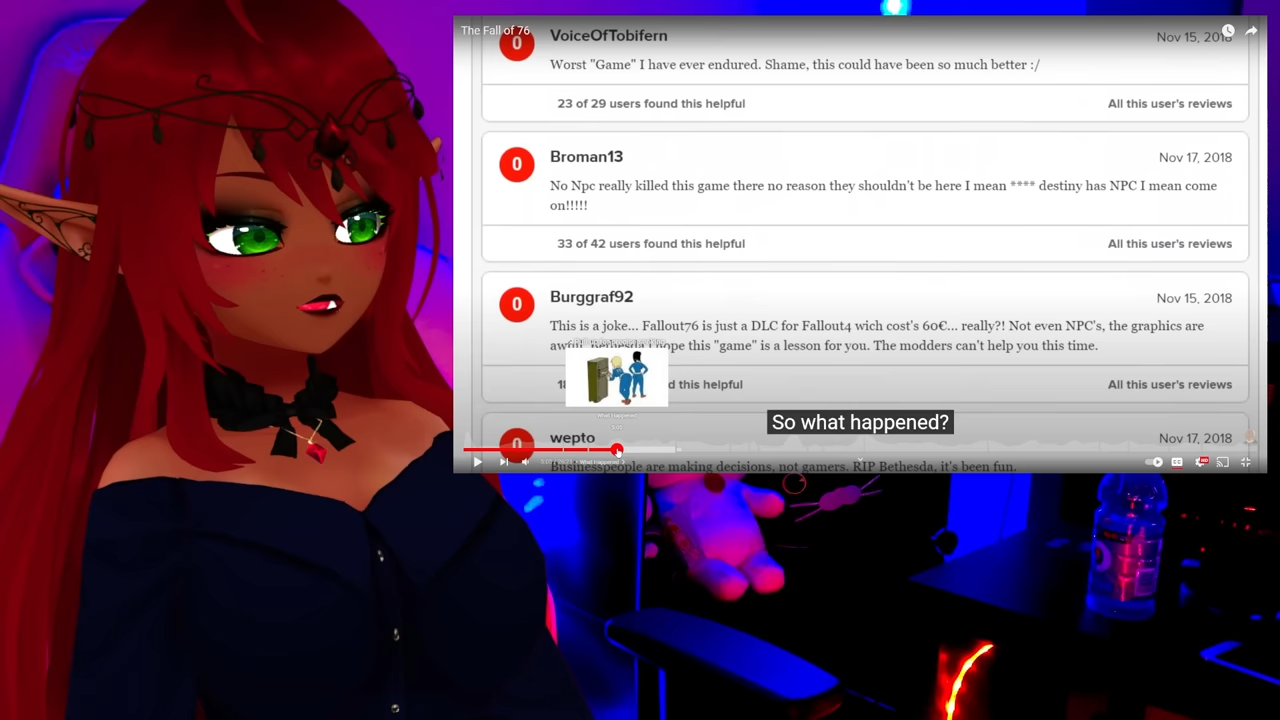 The Fall of 76
0
VoiceOfTobifern
Nov 15, 2018
Worst "Game" I have ever endured. Shame, this could have been so much better :/
23 of 29 users found this helpful
All this user's reviews
0
Broman13
Nov 17, 2018
No Npc really killed this game there no reason they shouldn't be here I mean **** destiny has NPC I mean come
on!!!!!
33 of 42 users found this helpful
All this user's reviews
0
Burggraf92
Nov 15, 2018
This is a joke... Fallout76 is just a DLC for Fallout4 wich cost's 60€... really?! Not even NPC's, the graphics are
hope this "game" is a lesson for you. The modders can't help you this time.
this helpful
All this user's reviews
What Happened
So what happened?
0
wepto
Nov 17, 2018
Businesspeople are making decisions, not gamers. RIP Bethesda, it's been fun.
What Happened